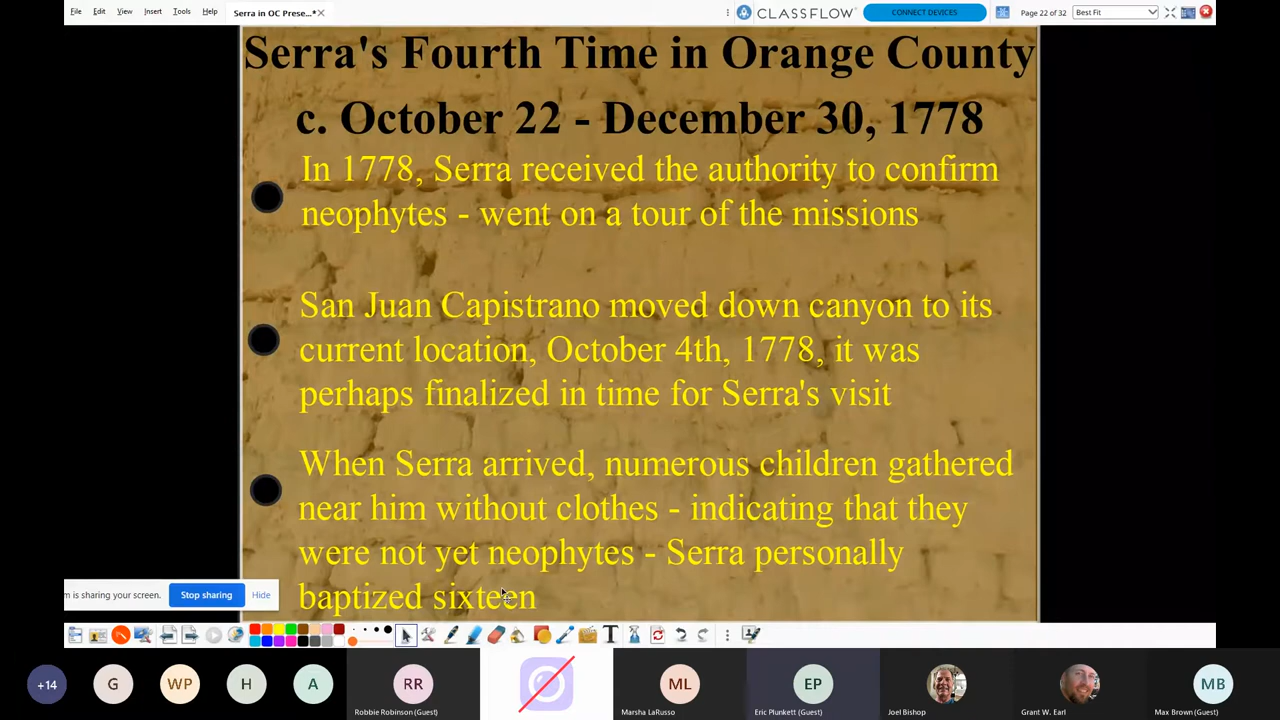 File Edit View Insert Tools Help Serra in OC Prese...* CLASSFLOW CONNECT DEVICES Page 22 of 32 Best Fit
Serra's Fourth Time in Orange County
c. October 22 - December 30, 1778
In 1778, Serra received the authority to confirm
neophytes - went on a tour of the missions
San Juan Capistrano moved down canyon to its
current location, October 4th, 1778, it was
perhaps finalized in time for Serra's visit
When Serra arrived, numerous children gathered
near him without clothes - indicating that they
were not yet neophytes - Serra personally
baptized sixteen
m is sharing your screen. Stop sharing Hide
T
+14 G WP H A RR ML EP MB
Robbie Robinson (Guest) Marsha LaRusso Eric Plunkett (Guest) Joel Bishop Grant W. Earl Max Brown (Guest)